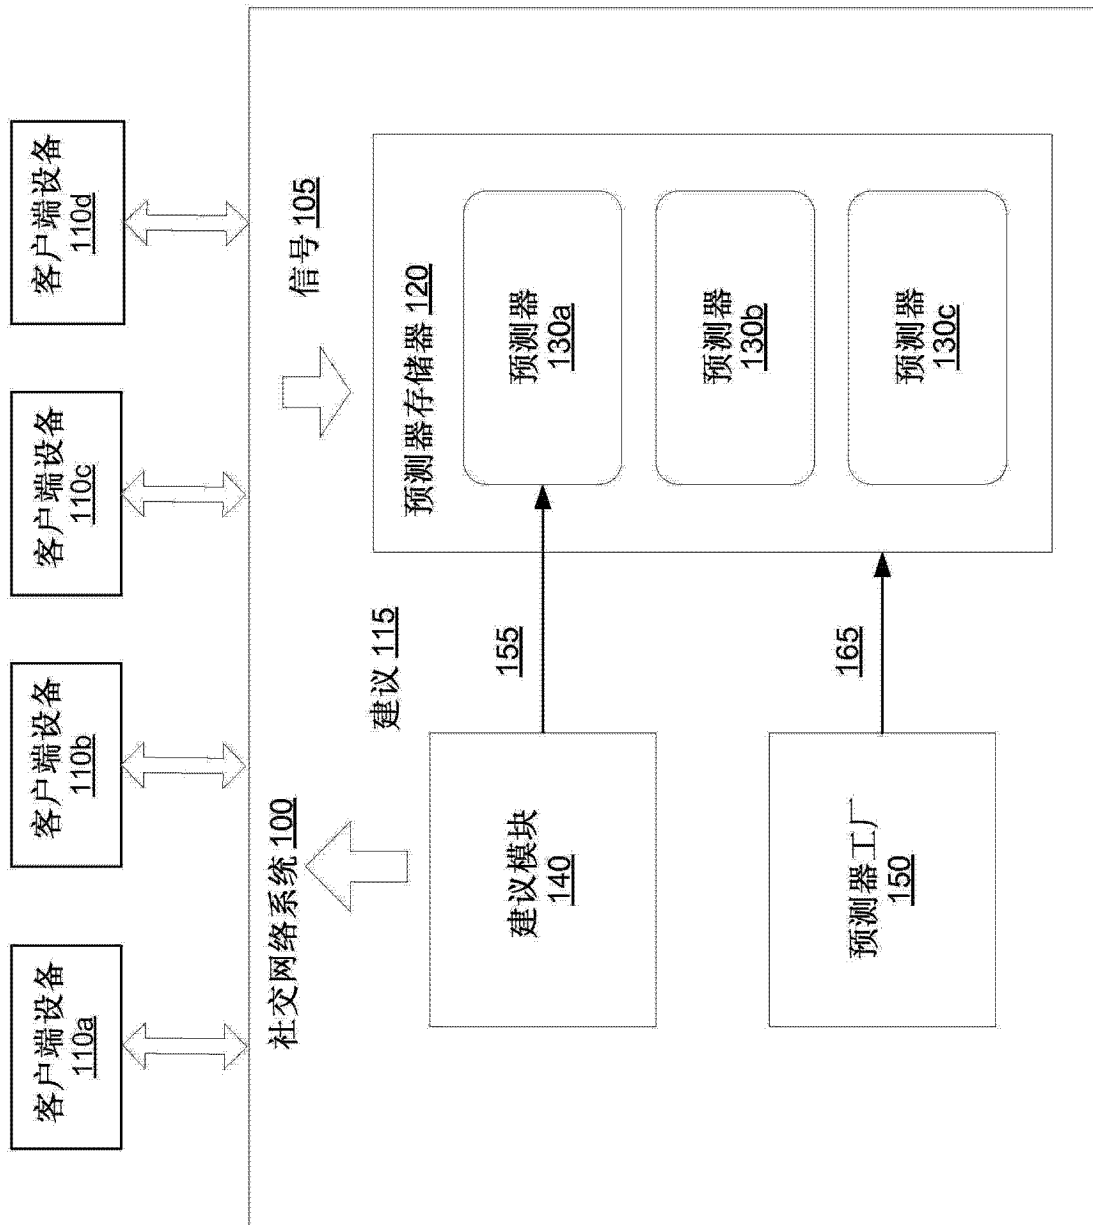 客户端设备
110a
客户端设备
110b
客户端设备
110c
客户端设备
110d
社交网络系统 100
建议 115
信号 105
预测器存储器 120
建议模块
140
155
预测器
130a
预测器
130b
预测器工厂
150
165
预测器
130c